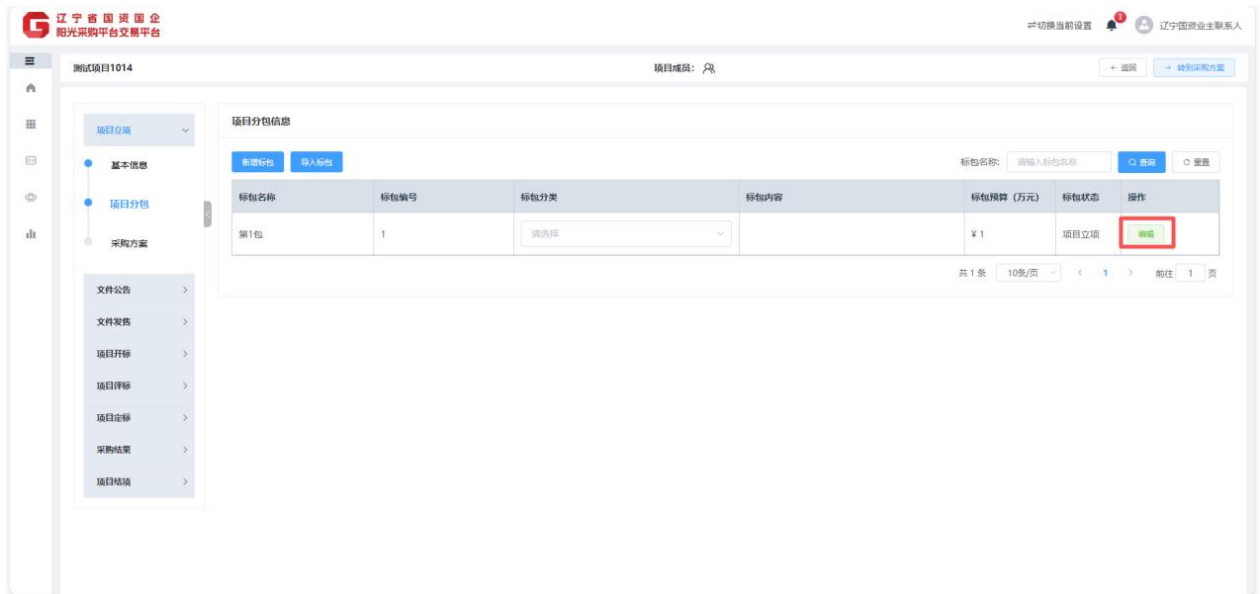 辽宁省国资国企
阳光采购平台交易平台
切换当前设置
1
辽宁国资业主联系人
测试项目1014
项目成员：
← 返回
→ 转到采购方案
项目立项
基本信息
项目分包
采购方案
文件公告
文件发售
项目开标
项目评标
项目定标
采购结果
项目结项
项目分包信息
新增标包 导入标包
标包名称: 请输入标包名称 查询 重置
标包名称 标包编号 标包分类 标包内容 标包预算（万元） 标包状态 操作
第1包 1 请选择 ¥ 1 项目立项 编辑
共 1 条 10条/页 < 1 > 前往 1 页